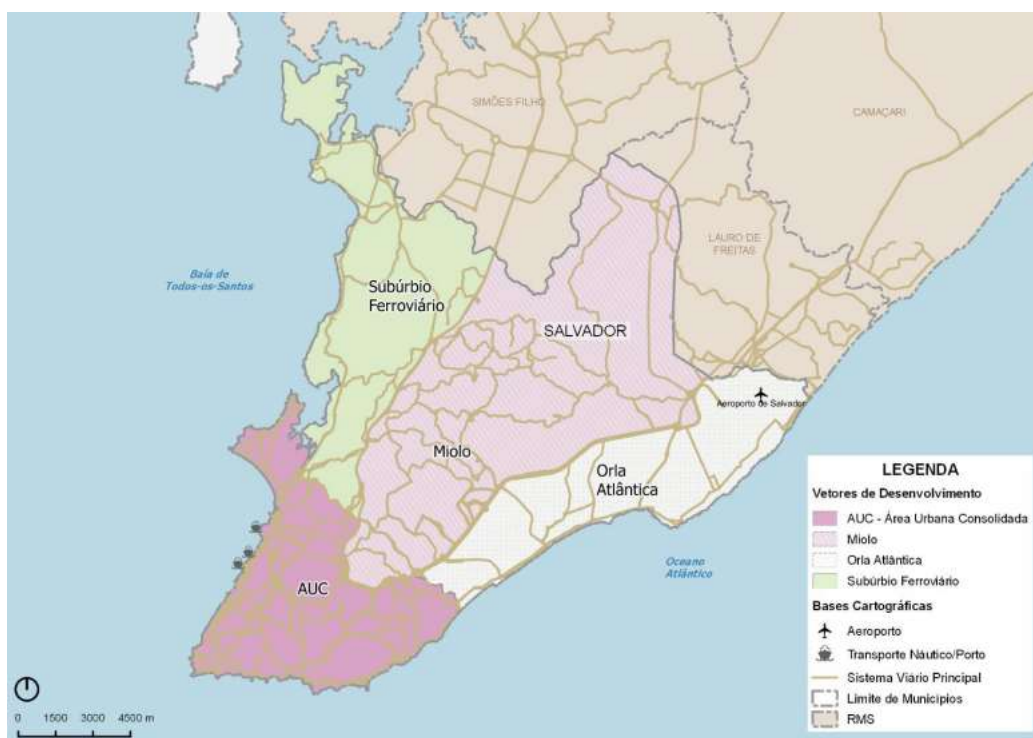 SIMÕES FILHO
CAMAÇARI
LAURO DE
FREITAS
Baía de
Todos-os-Santos
Subúrbio
Ferroviário
SALVADOR
Aeroporto de Salvador
Miolo
Orla
Atlântica
Oceano
Atlântico
AUC
0 1500 3000 4500 m
LEGENDA
Vetores de Desenvolvimento
AUC - Área Urbana Consolidada
Miolo
Orla Atlântica
Subúrbio Ferroviário
Bases Cartográficas
Aeroporto
Transporte Náutico/Porto
Sistema Viário Principal
Limite de Municípios
RMS